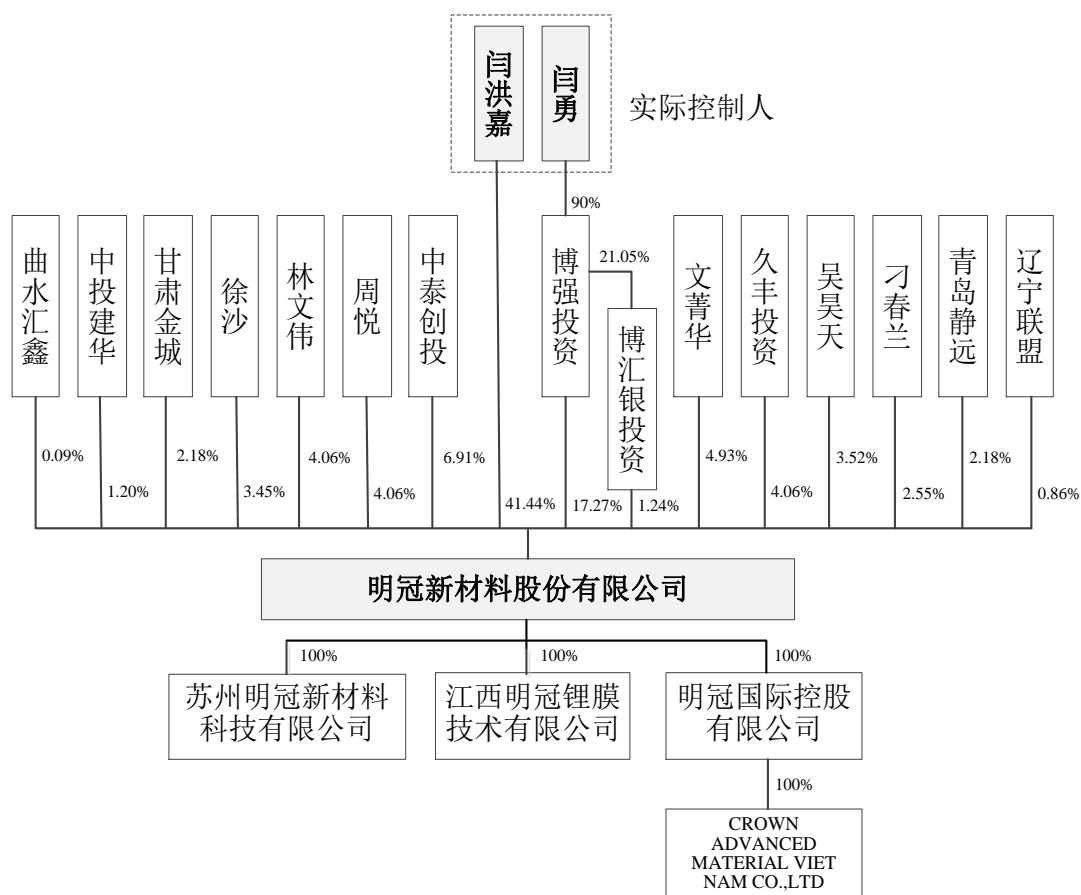 闫洪嘉
闫勇
实际控制人
90%
曲水汇鑫
中投建华
甘肃金城
徐沙
林文伟
周悦
中泰创投
博强投资
21.05%
博汇银投资
文菁华
久丰投资
吴昊天
刁春兰
青岛静远
辽宁联盟
0.09%
1.20%
2.18%
3.45%
4.06%
4.06%
6.91%
41.44%
17.27%
1.24%
4.93%
4.06%
3.52%
2.55%
2.18%
0.86%
明冠新材料股份有限公司
100%
100%
100%
苏州明冠新材料
科技有限公司
江西明冠锂膜
技术有限公司
明冠国际控股
有限公司
100%
CROWN
ADVANCED
MATERIAL VIET
NAM CO.,LTD